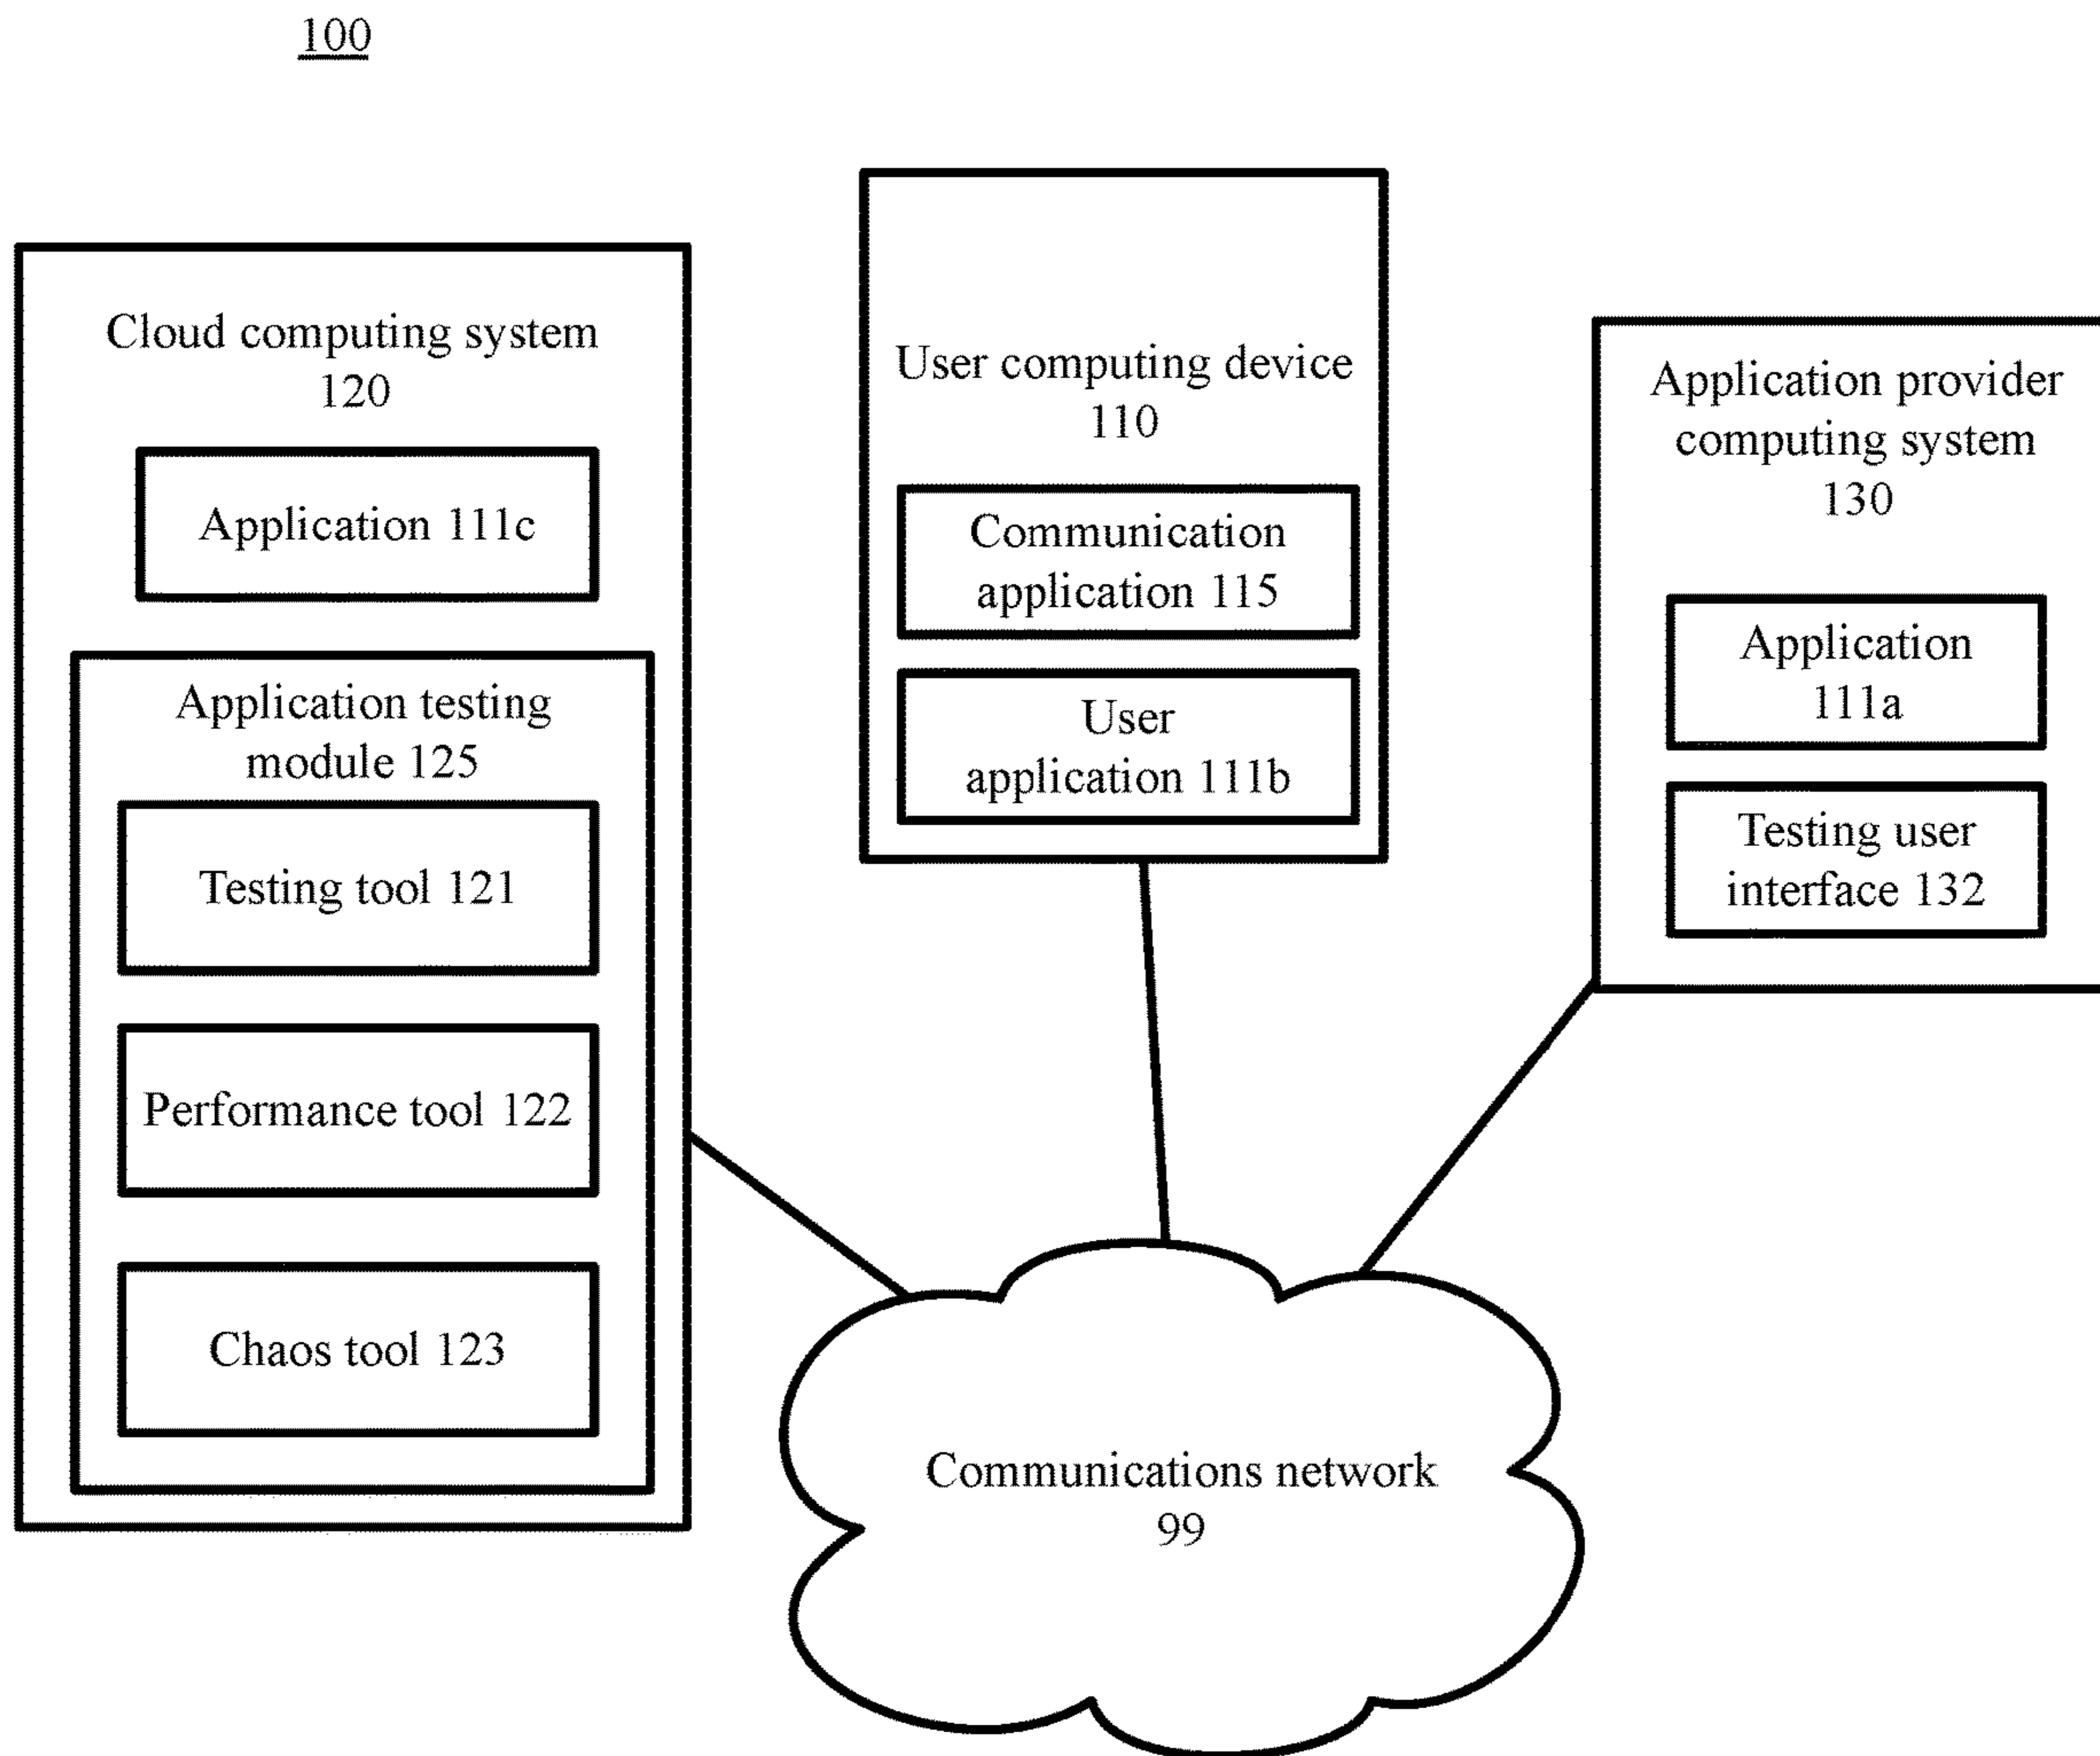 100
Cloud computing system
120
Application 111c
Application testing
module 125
Testing tool 121
Performance tool 122
Chaos tool 123
User computing device
110
Communication
application 115
User
application 111b
Application provider
computing system
130
Application
111a
Testing user
interface 132
Communications network
99